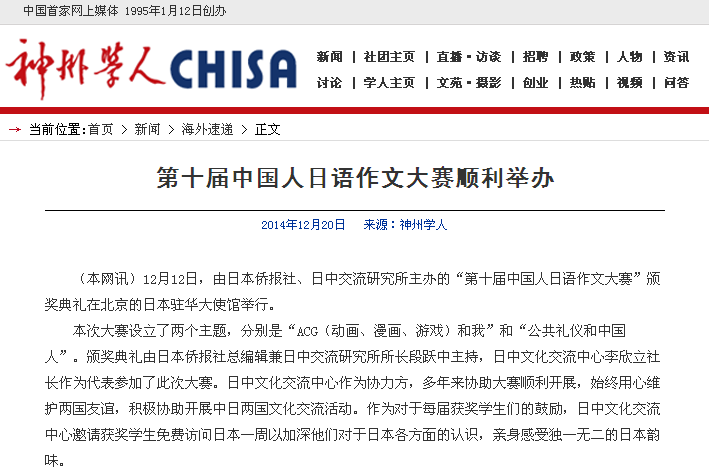 中国首家网上媒体 1995年1月12日创办
神州学人 CHISA
新闻 | 社团主页 | 直播·访谈 | 招聘 | 政策 | 人物 | 资讯
讨论 | 学人主页 | 文苑·摄影 | 创业 | 热贴 | 视频 | 问答
→ 当前位置:首页 > 新闻 > 海外速递 > 正文
第十届中国人日语作文大赛顺利举办
2014年12月20日 来源：神州学人
（本网讯）12月12日，由日本侨报社、日中交流研究所主办的“第十届中国人日语作文大赛”颁
奖典礼在北京的日本驻华大使馆举行。
本次大赛设立了两个主题，分别是“ACG（动画、漫画、游戏）和我”和“公共礼仪和中国
人”。颁奖典礼由日本侨报社总编辑兼日中交流研究所所长段跃中主持，日中文化交流中心李欣立社
长作为代表参加了此次大赛。日中文化交流中心作为协力方，多年来协助大赛顺利开展，始终用心维
护两国友谊，积极协助开展中日两国文化交流活动。作为对于每届获奖学生们的鼓励，日中文化交流
中心邀请获奖学生免费访问日本一周以加深他们对于日本各方面的认识，亲身感受独一无二的日本韵
味。